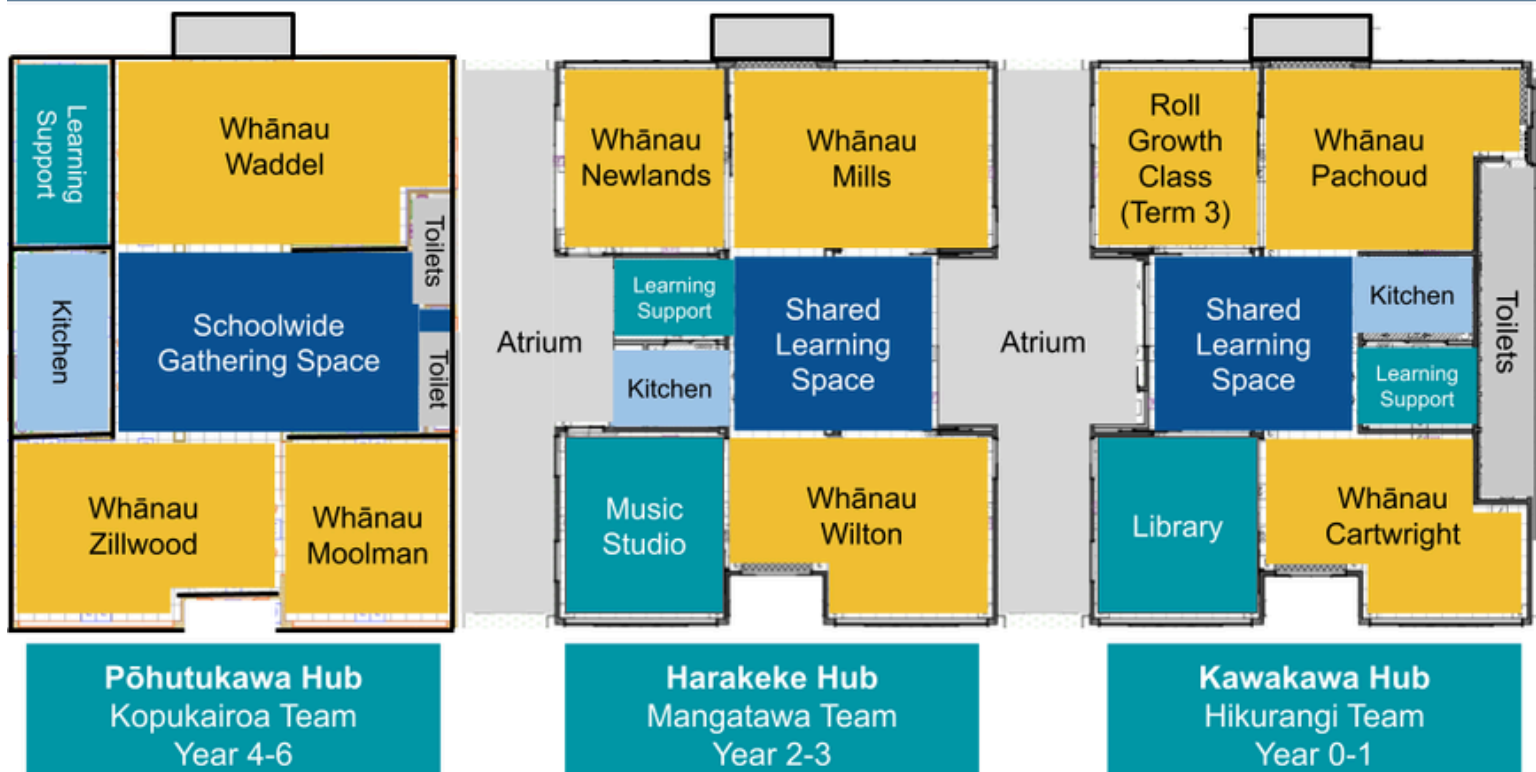 Learning
Support
Whānau
Waddel
Toilets
Kitchen
Schoolwide
Gathering Space
Toilet
Whānau
Zillwood
Whānau
Moolman
Atrium
Whānau
Newlands
Whānau
Mills
Learning
Support
Kitchen
Shared
Learning
Space
Music
Studio
Whānau
Wilton
Atrium
Roll
Growth
Class
(Term 3)
Whānau
Pachoud
Shared
Learning
Space
Kitchen
Learning
Support
Toilets
Library
Whānau
Cartwright
Pōhutukawa Hub
Kopukairoa Team
Year 4-6
Harakeke Hub
Mangatawa Team
Year 2-3
Kawakawa Hub
Hikurangi Team
Year 0-1